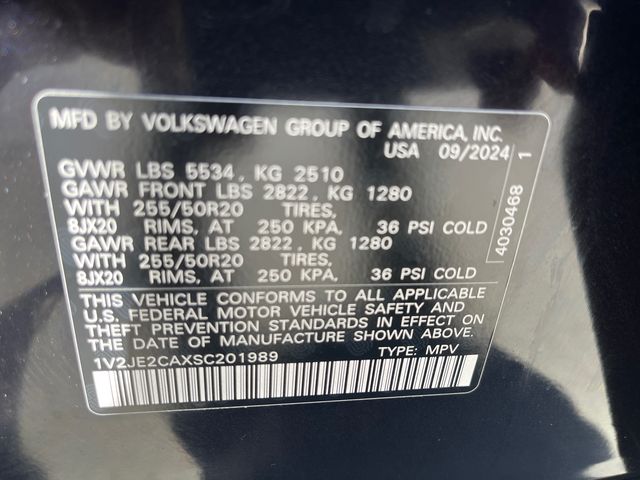 MFD BY VOLKSWAGEN GROUP OF AMERICA, INC.
USA 09/2024
GVWR LBS 5534, KG 2510
GAWR FRONT LBS 2822, KG 1280
WITH 255/50R20 TIRES,
8JX20 RIMS, AT 250 KPA, 36 PSI COLD
GAWR REAR LBS 2822, KG 1280
WITH 255/50R20 TIRES,
8JX20 RIMS, AT 250 KPA, 36 PSI COLD
THIS VEHICLE CONFORMS TO ALL APPLICABLE
U.S. FEDERAL MOTOR VEHICLE SAFETY AND
THEFT PREVENTION STANDARDS IN EFFECT ON
THE DATE OF MANUFACTURE SHOWN ABOVE.
1V2JE2CAXSC201989 TYPE: MPV
4030468 1